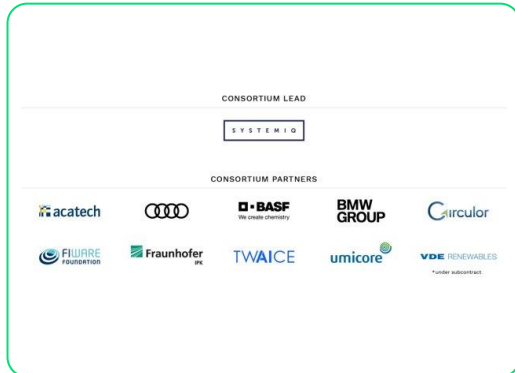 CONSORTIUM LEAD
SYSTEMIQ
CONSORTIUM PARTNERS
acatech
BASF
We create chemistry
BMW
GROUP
Circulor
FIWARE
FOUNDATION
Fraunhofer
IPK
TWAICE
umicore
VDE RENEWABLES
*under subcontract